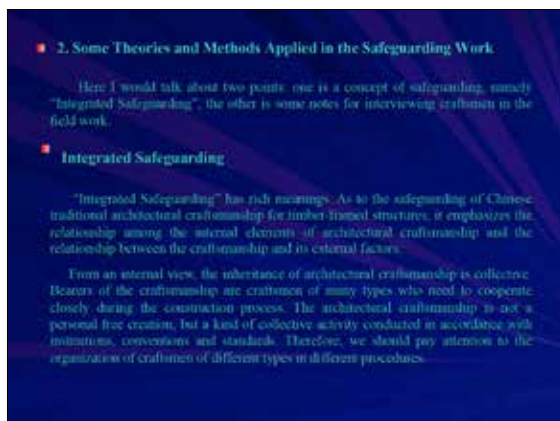 2. Some Theories and Methods Applied in the Safeguarding Work
Here I would talk about two points: one is a concept of safeguarding, namely
"Integrated Safeguarding", the other is some notes for interviewing craftsmen in the
field work.
Integrated Safeguarding
"Integrated Safeguarding" has rich meanings. As to the safeguarding of Chinese
traditional architectural craftsmanship for timber-framed structures, it emphasizes the
relationship among the internal elements of architectural craftsmanship and the
relationship between the craftsmanship and its external factors.
From an internal view, the inheritance of architectural craftsmanship is collective.
Bearers of the craftsmanship are craftsmen of many types who need to cooperate
closely during the construction process. The architectural craftsmanship is not a
personal free creation, but a kind of collective activity conducted in accordance with
institutions, conventions and standards. Therefore, we should pay attention to the
organization of craftsmen of different types in different procedures.